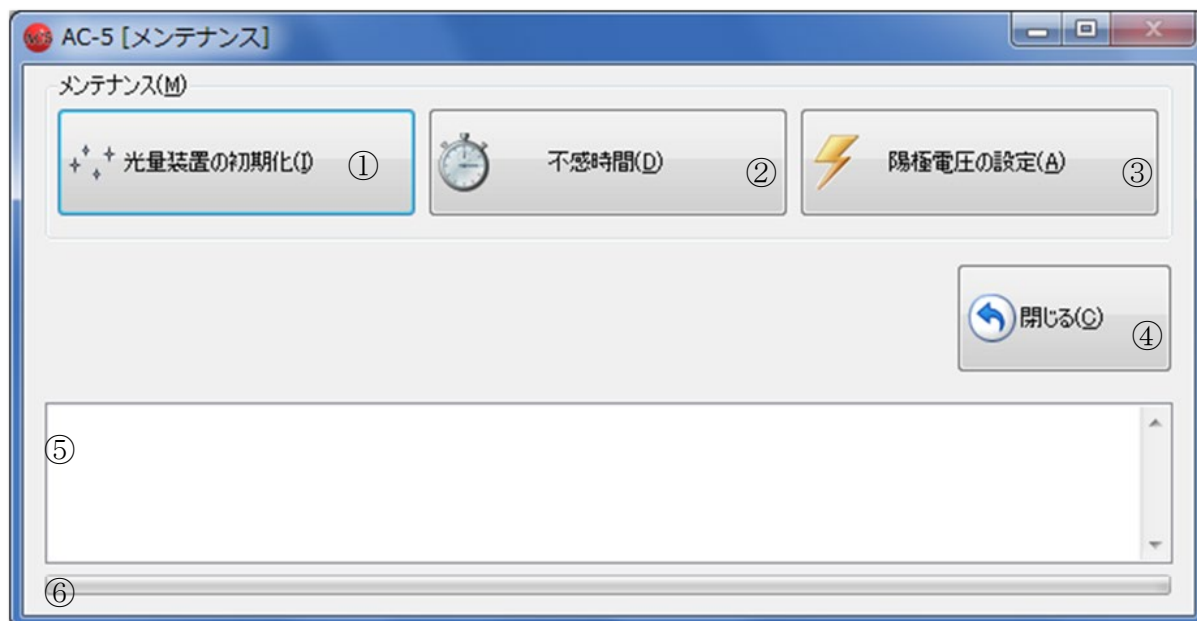 AC-5 [メンテナンス]
メンテナンス(M)
光量装置の初期化(I) ①
不感時間(D) ②
陽極電圧の設定(A) ③
閉じる(C) ④
⑤
⑥